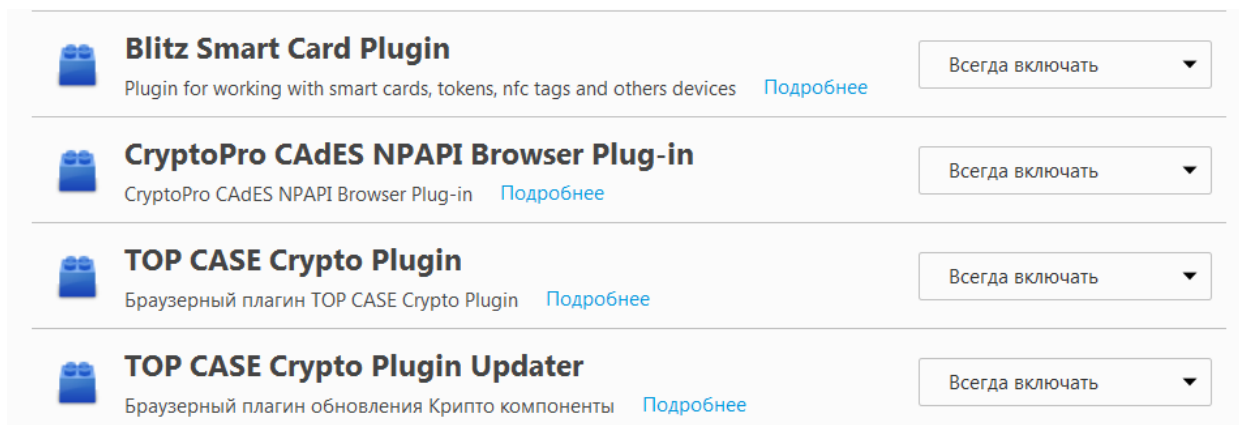 Blitz Smart Card Plugin
Plugin for working with smart cards, tokens, nfc tags and others devices Подробнее
Всегда включать
CryptoPro CAdES NPAPI Browser Plug-in
CryptoPro CAdES NPAPI Browser Plug-in Подробнее
Всегда включать
TOP CASE Crypto Plugin
Браузерный плагин TOP CASE Crypto Plugin Подробнее
Всегда включать
TOP CASE Crypto Plugin Updater
Браузерный плагин обновления Крипто компоненты Подробнее
Всегда включать